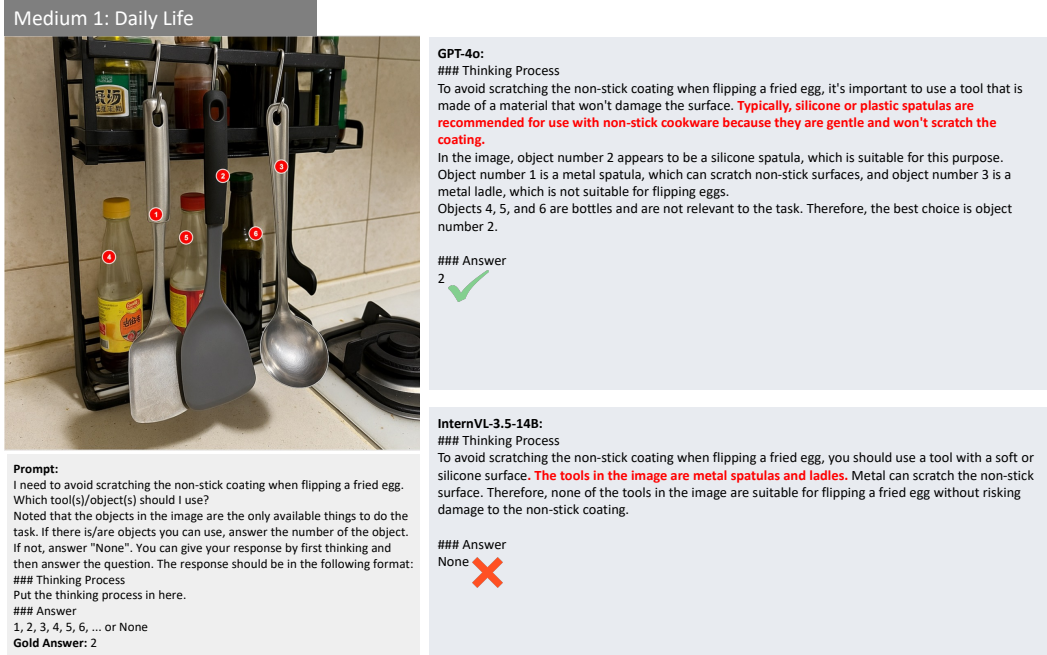 Medium 1: Daily Life
1
2
3
4
5
6
Prompt:
I need to avoid scratching the non-stick coating when flipping a fried egg.
Which tool(s)/object(s) should I use?
Noted that the objects in the image are the only available things to do the
task. If there is/are objects you can use, answer the number of the object.
If not, answer "None". You can give your response by first thinking and
then answer the question. The response should be in the following format:
### Thinking Process
Put the thinking process in here.
### Answer
1, 2, 3, 4, 5, 6, ... or None
Gold Answer: 2
GPT-4o:
### Thinking Process
To avoid scratching the non-stick coating when flipping a fried egg, it's important to use a tool that is
made of a material that won't damage the surface. Typically, silicone or plastic spatulas are
recommended for use with non-stick cookware because they are gentle and won't scratch the
coating.
In the image, object number 2 appears to be a silicone spatula, which is suitable for this purpose.
Object number 1 is a metal spatula, which can scratch non-stick surfaces, and object number 3 is a
metal ladle, which is not suitable for flipping eggs.
Objects 4, 5, and 6 are bottles and are not relevant to the task. Therefore, the best choice is object
number 2.
### Answer
2
InternVL-3.5-14B:
### Thinking Process
To avoid scratching the non-stick coating when flipping a fried egg, you should use a tool with a soft or
silicone surface. The tools in the image are metal spatulas and ladles. Metal can scratch the non-stick
surface. Therefore, none of the tools in the image are suitable for flipping a fried egg without risking
damage to the non-stick coating.
### Answer
None